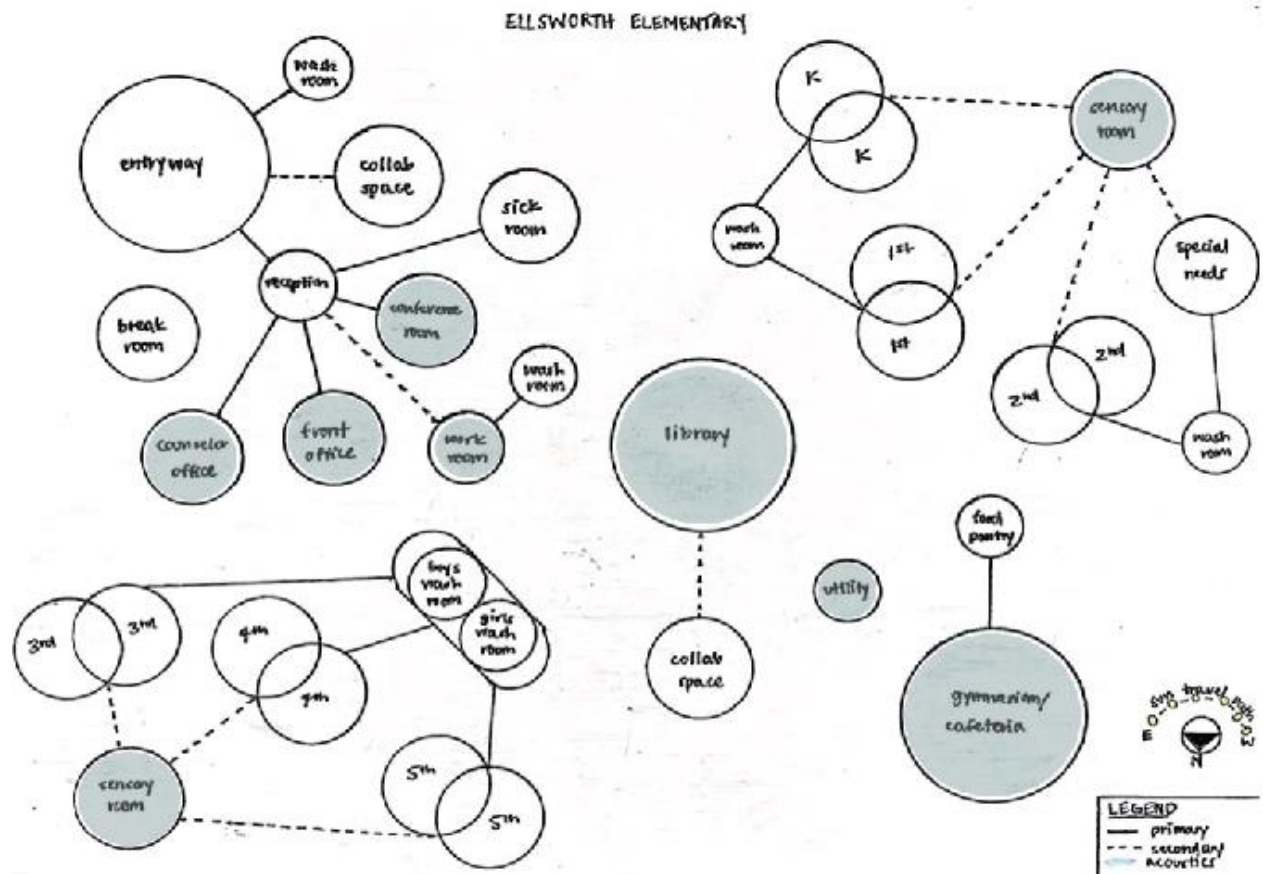 ELLSWORTH ELEMENTARY
wash
room
entryway
collab
space
sick
room
reception
conference
room
break
room
wash
room
counselor
office
front
office
work
room
K
K
sensory
room
wash
room
1st
1st
special
needs
2nd
2nd
wash
room
library
collab
space
utility
food
pantry
gymnasium/
cafeteria
3rd
3rd
4th
4th
boys
wash
room
girls
wash
room
sensory
room
5th
5th
E
sun travel path
W
N
LEGEND
primary
secondary
acoustics